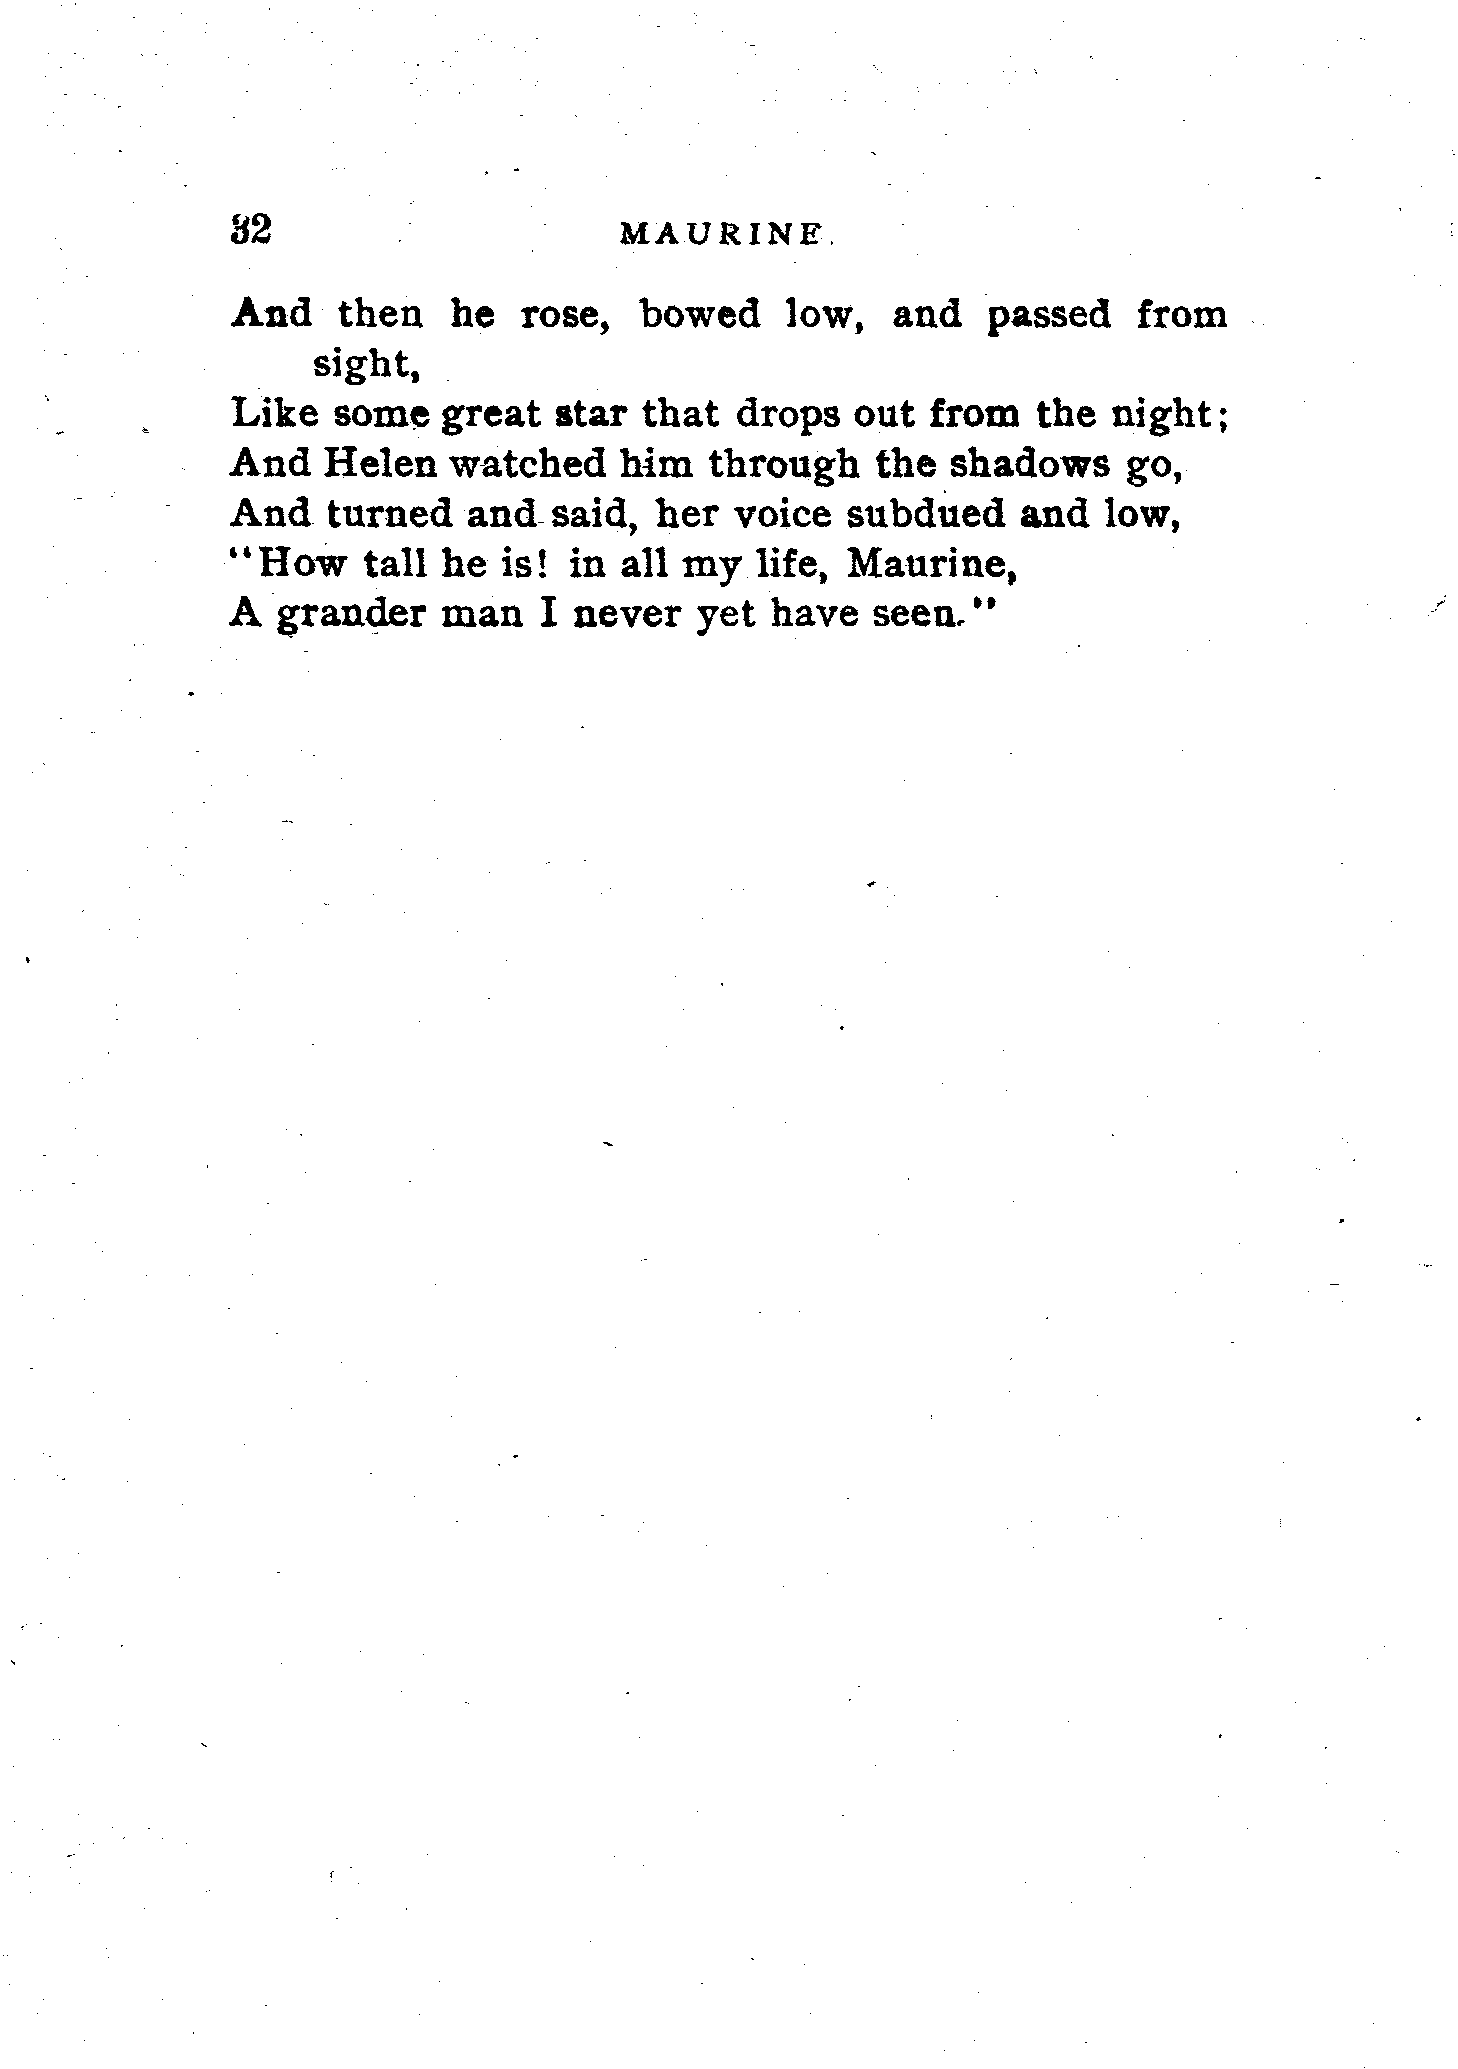 32 MAURINE.
And then he rose, bowed low, and passed from
sight,
Like some great star that drops out from the night;
And Helen watched him through the shadows go,
And turned and said, her voice subdued and low,
"How tall he is! in all my life, Maurine,
A grander man I never yet have seen."